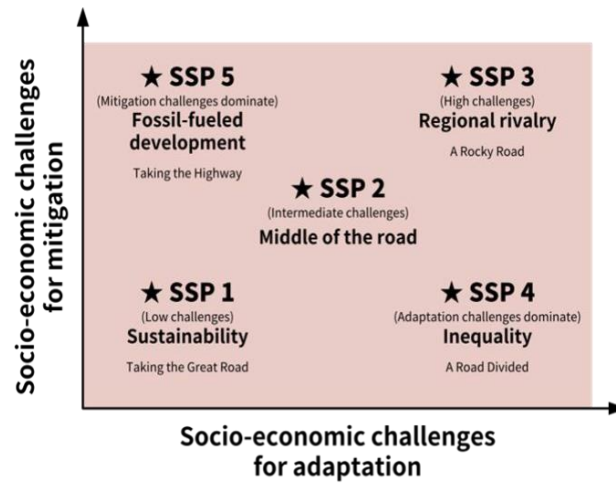 Socio-economic challenges
for mitigation
★ SSP 5
(Mitigation challenges dominate)
Fossil-fueled
development
Taking the Highway
★ SSP 3
(High challenges)
Regional rivalry
A Rocky Road
★ SSP 2
(Intermediate challenges)
Middle of the road
★ SSP 1
(Low challenges)
Sustainability
Taking the Great Road
★ SSP 4
(Adaptation challenges dominate)
Inequality
A Road Divided
Socio-economic challenges
for adaptation